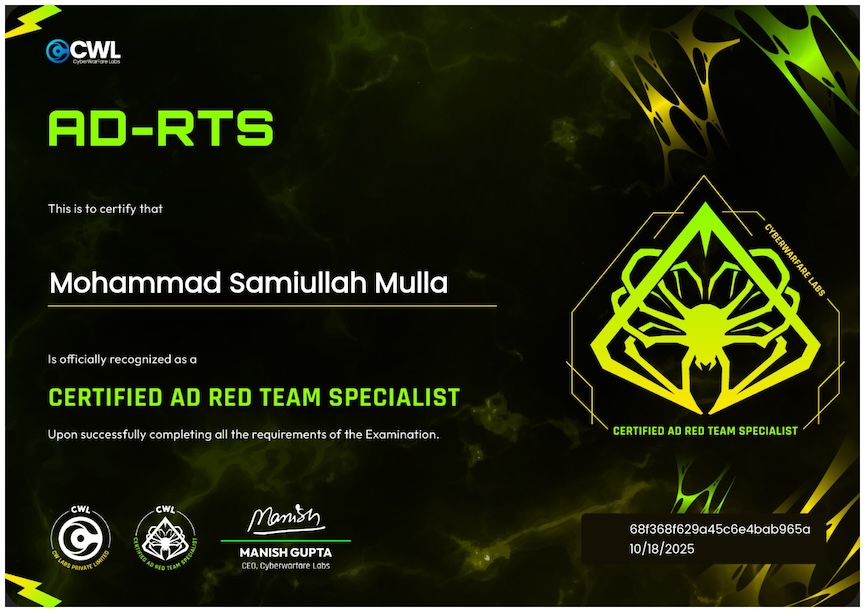 CWL
CyberWarFare Labs
AD-RTS
This is to certify that
Mohammad Samiullah Mulla
Is officially recognized as a
CERTIFIED AD RED TEAM SPECIALIST
Upon successfully completing all the requirements of the Examination.
CYBERWARFARE LABS
CERTIFIED AD RED TEAM SPECIALIST
CWL
CW LABS PRIVATE LIMITED
CWL
CERTIFIED AD RED TEAM SPECIALIST
Manish
MANISH GUPTA
CEO, Cyberwarfare Labs
68f368f629a45c6e4bab965a
10/18/2025